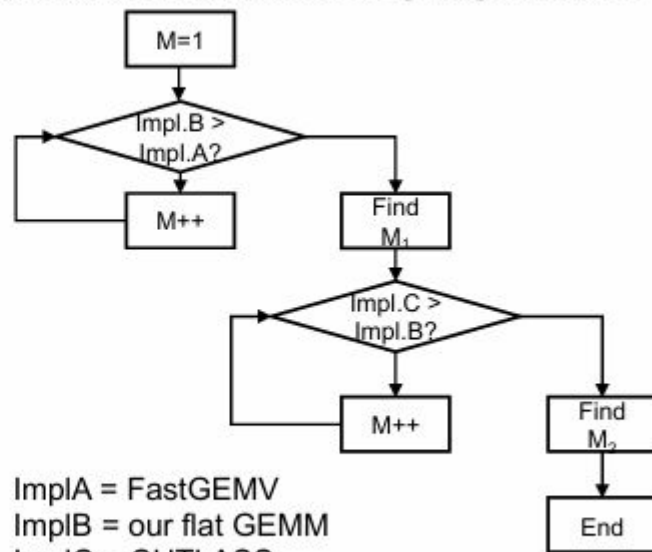 M=1
Impl.B >
Impl.A?
M++
Find
M₁
Impl.C >
Impl.B?
M++
Find
M₂
End
ImplA = FastGEMV
ImplB = our flat GEMM